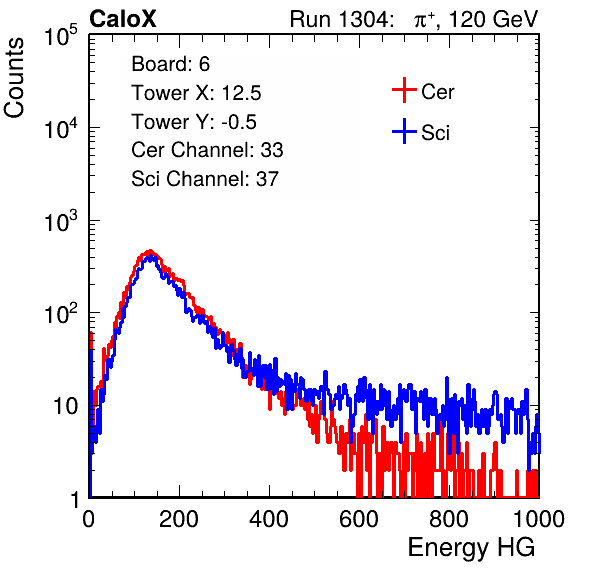 CaloX Run 1304: π⁺, 120 GeV
Counts
Board: 6
Tower X: 12.5
Tower Y: -0.5
Cer Channel: 33
Sci Channel: 37
Cer
Sci
10⁵
10⁴
10³
10²
10
1
0 200 400 600 800 1000
Energy HG